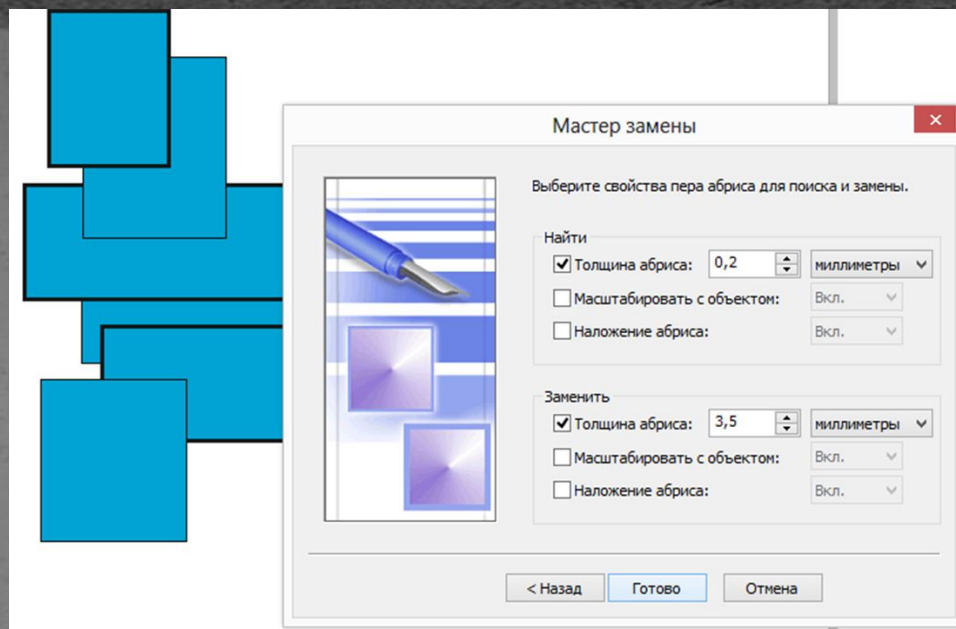 Мастер замены
Выберите свойства пера абриса для поиска и замены.
Найти
Толщина абриса: 0,2 миллиметры
Масштабировать с объектом: Вкл.
Наложение абриса: Вкл.
Заменить
Толщина абриса: 3,5 миллиметры
Масштабировать с объектом: Вкл.
Наложение абриса: Вкл.
< Назад Готово Отмена